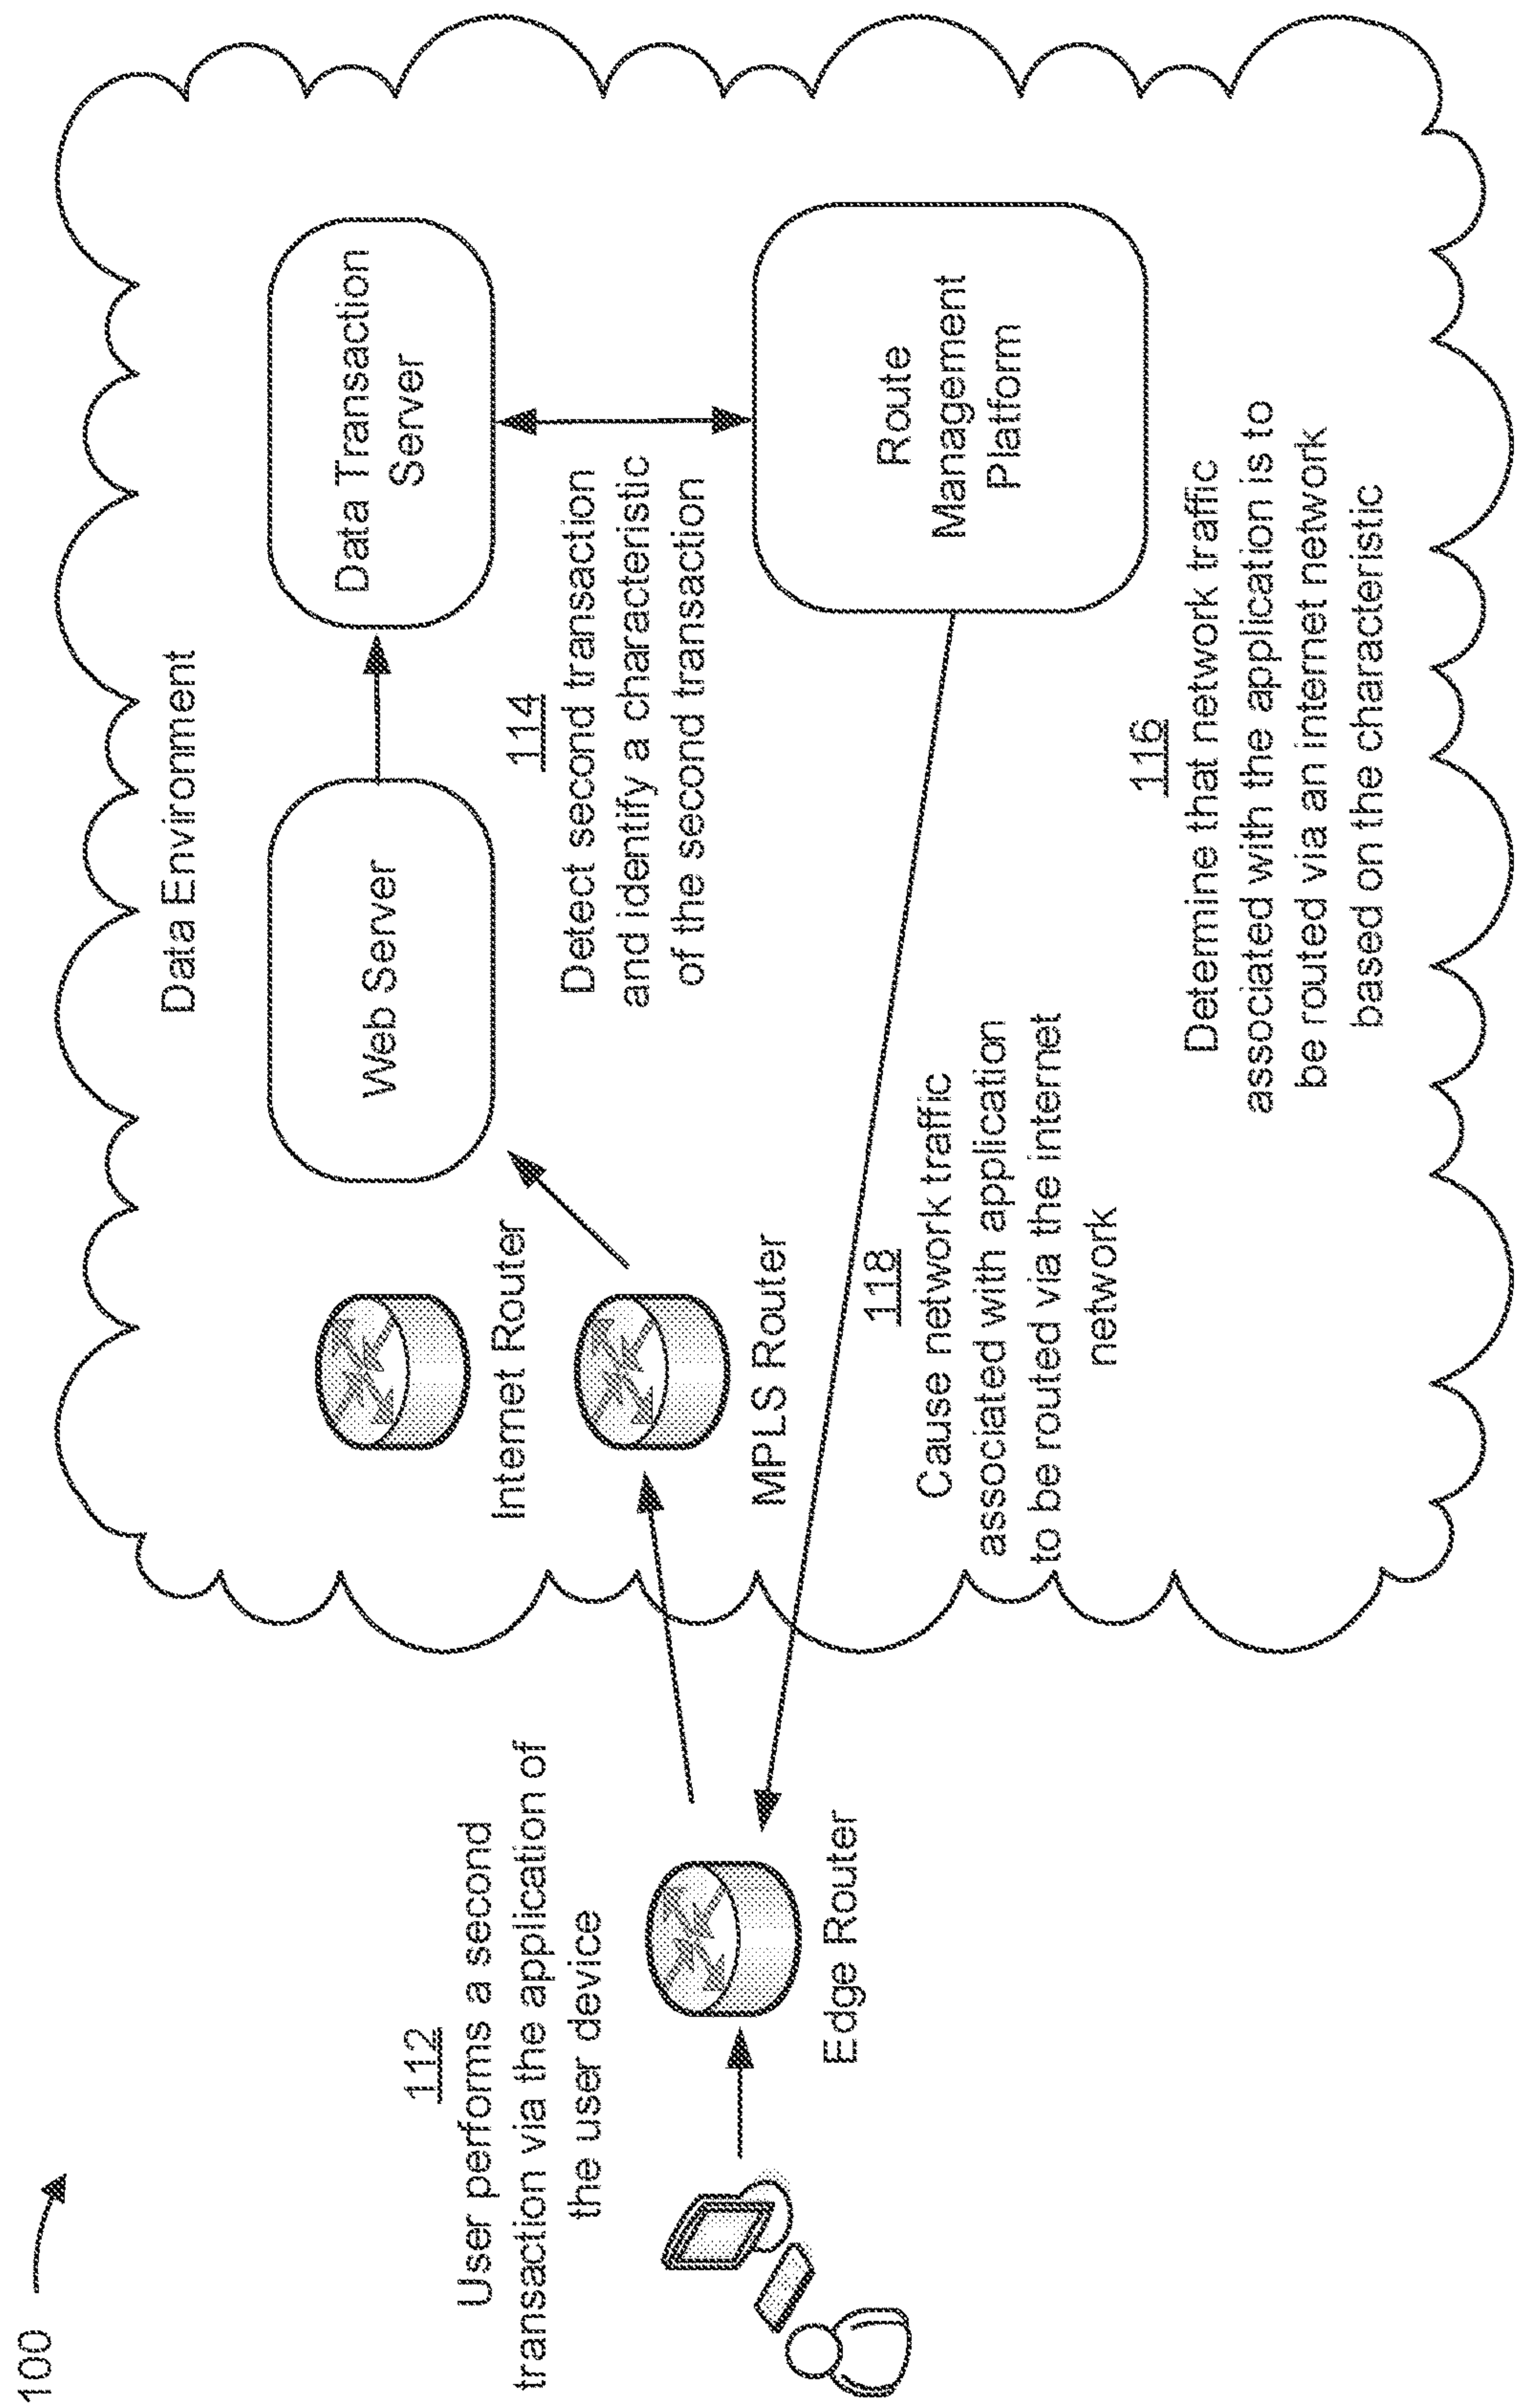 100
112
User performs a second
transaction via the application of
the user device
Edge Router
Data Environment
Internet Router
MPLS Router
Web Server
Data Transaction
Server
114
Detect second transaction
and identify a characteristic
of the second transaction
Route
Management
Platform
116
Determine that network traffic
associated with the application is to
be routed via an internet network
based on the characteristic
118
Cause network traffic
associated with application
to be routed via the internet
network